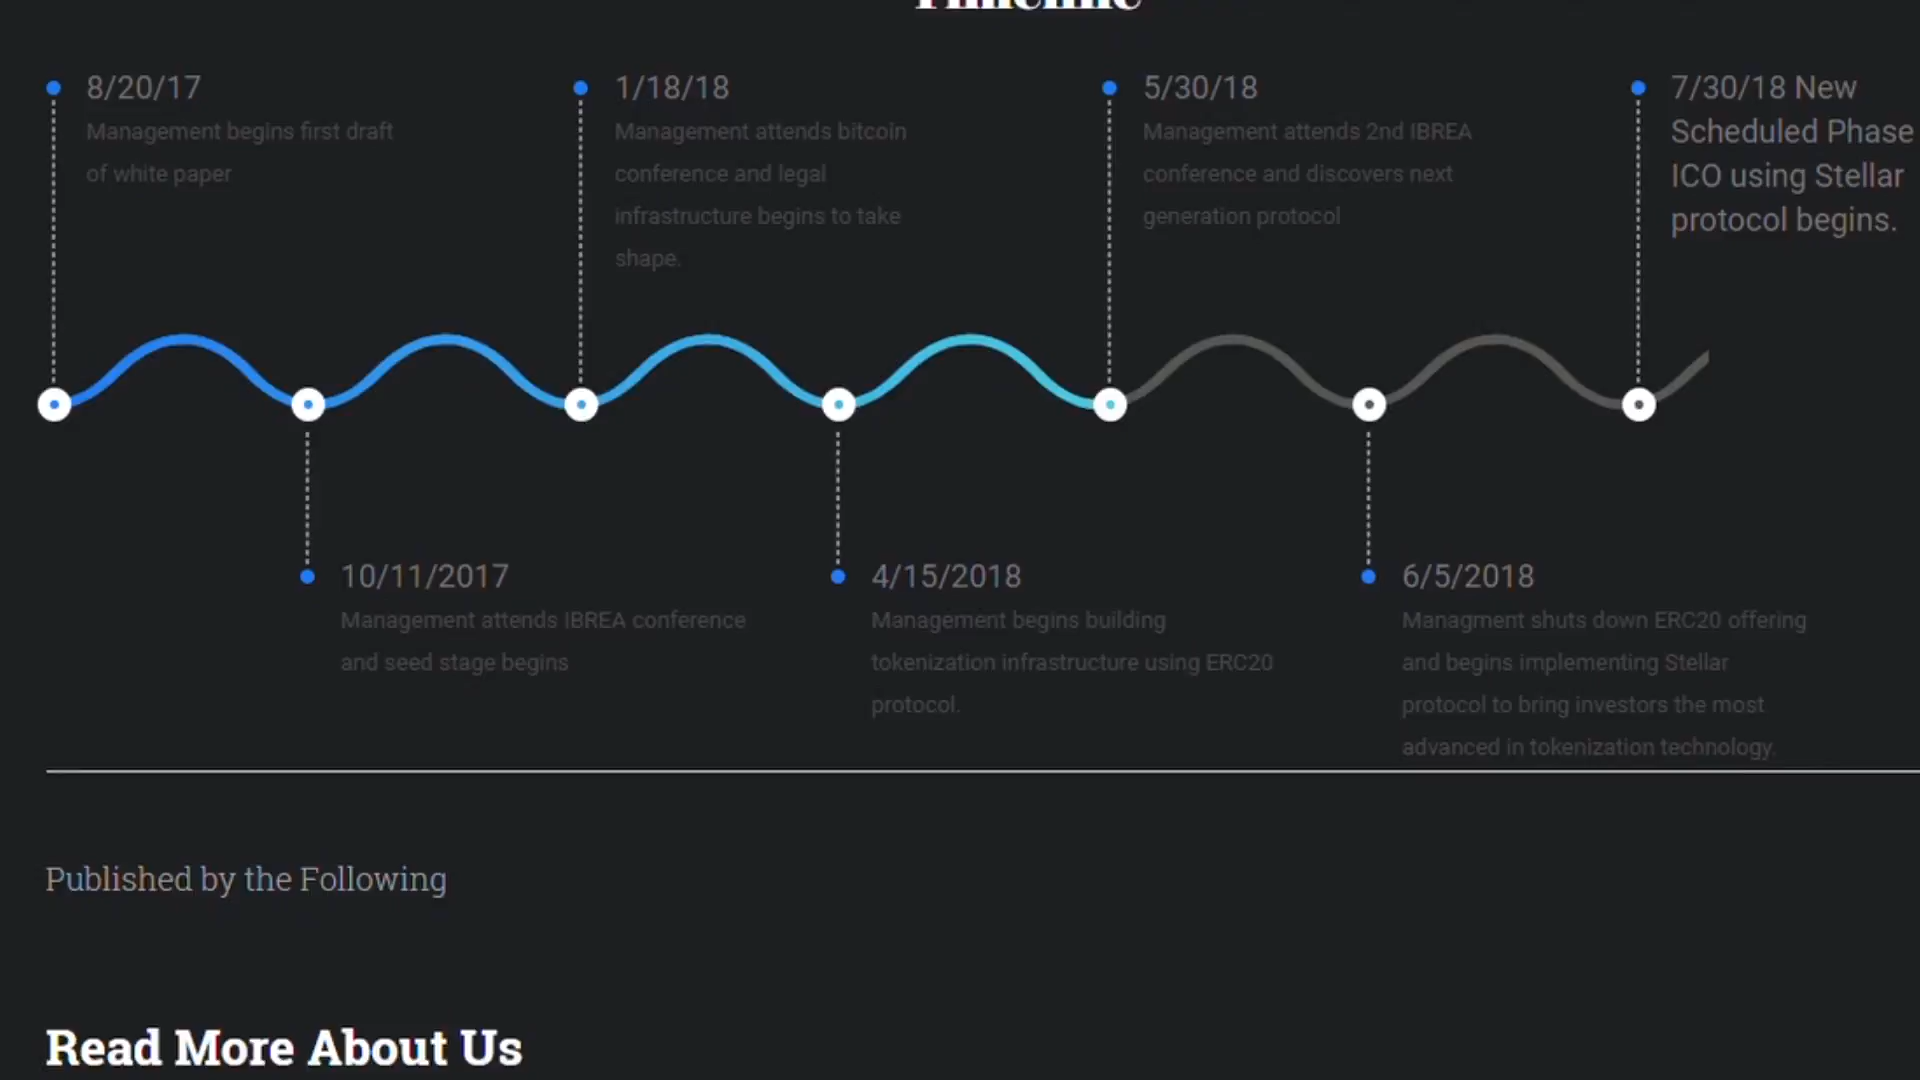 Timeline
8/20/17
Management begins first draft
of white paper
1/18/18
Management attends bitcoin
conference and legal
infrastructure begins to take
shape.
5/30/18
Management attends 2nd IBREA
conference and discovers next
generation protocol
7/30/18 New
Scheduled Phase
ICO using Stellar
protocol begins.
10/11/2017
Management attends IBREA conference
and seed stage begins
4/15/2018
Management begins building
tokenization infrastructure using ERC20
protocol.
6/5/2018
Managment shuts down ERC20 offering
and begins implementing Stellar
protocol to bring investors the most
advanced in tokenization technology.
Published by the Following
Read More About Us